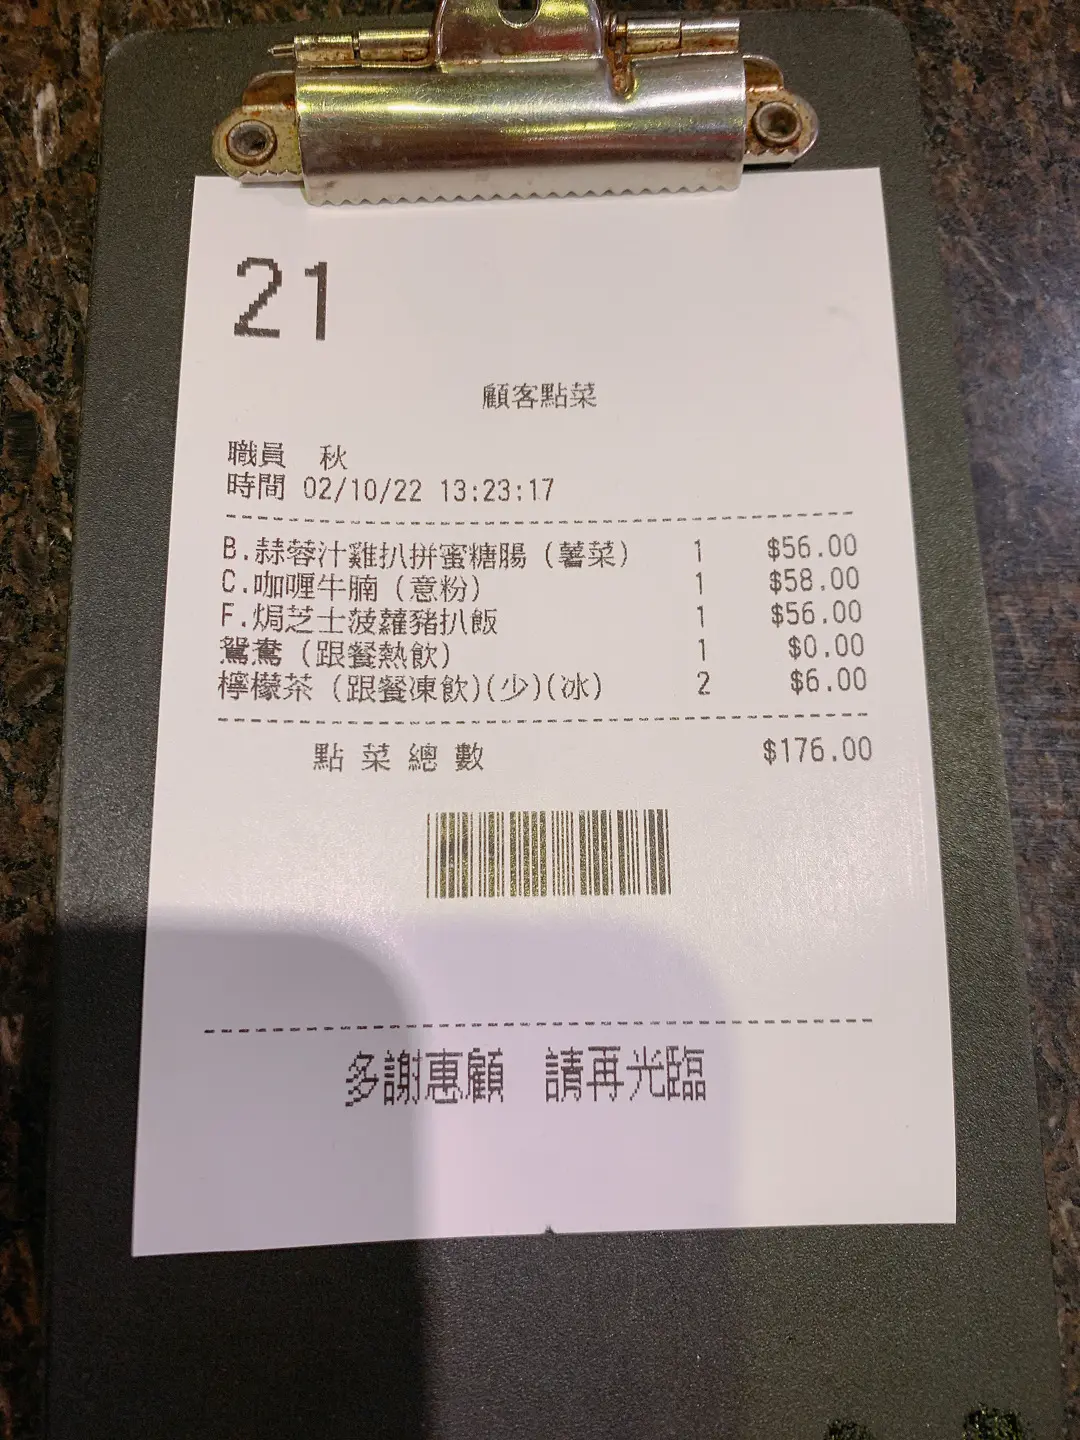 21
顧客點菜
職員 秋
時間 02/10/22 13:23:17
B.蒜蓉汁雞扒拼蜜糖腸(薯菜) 1 $56.00
C.咖喱牛腩(意粉) 1 $58.00
F.焗芝士菠蘿豬扒飯 1 $56.00
鴛鴦(跟餐熱飲) 1 $0.00
檸檬茶(跟餐凍飲)(少)(冰) 2 $6.00
點菜總數 $176.00
多謝惠顧 請再光臨